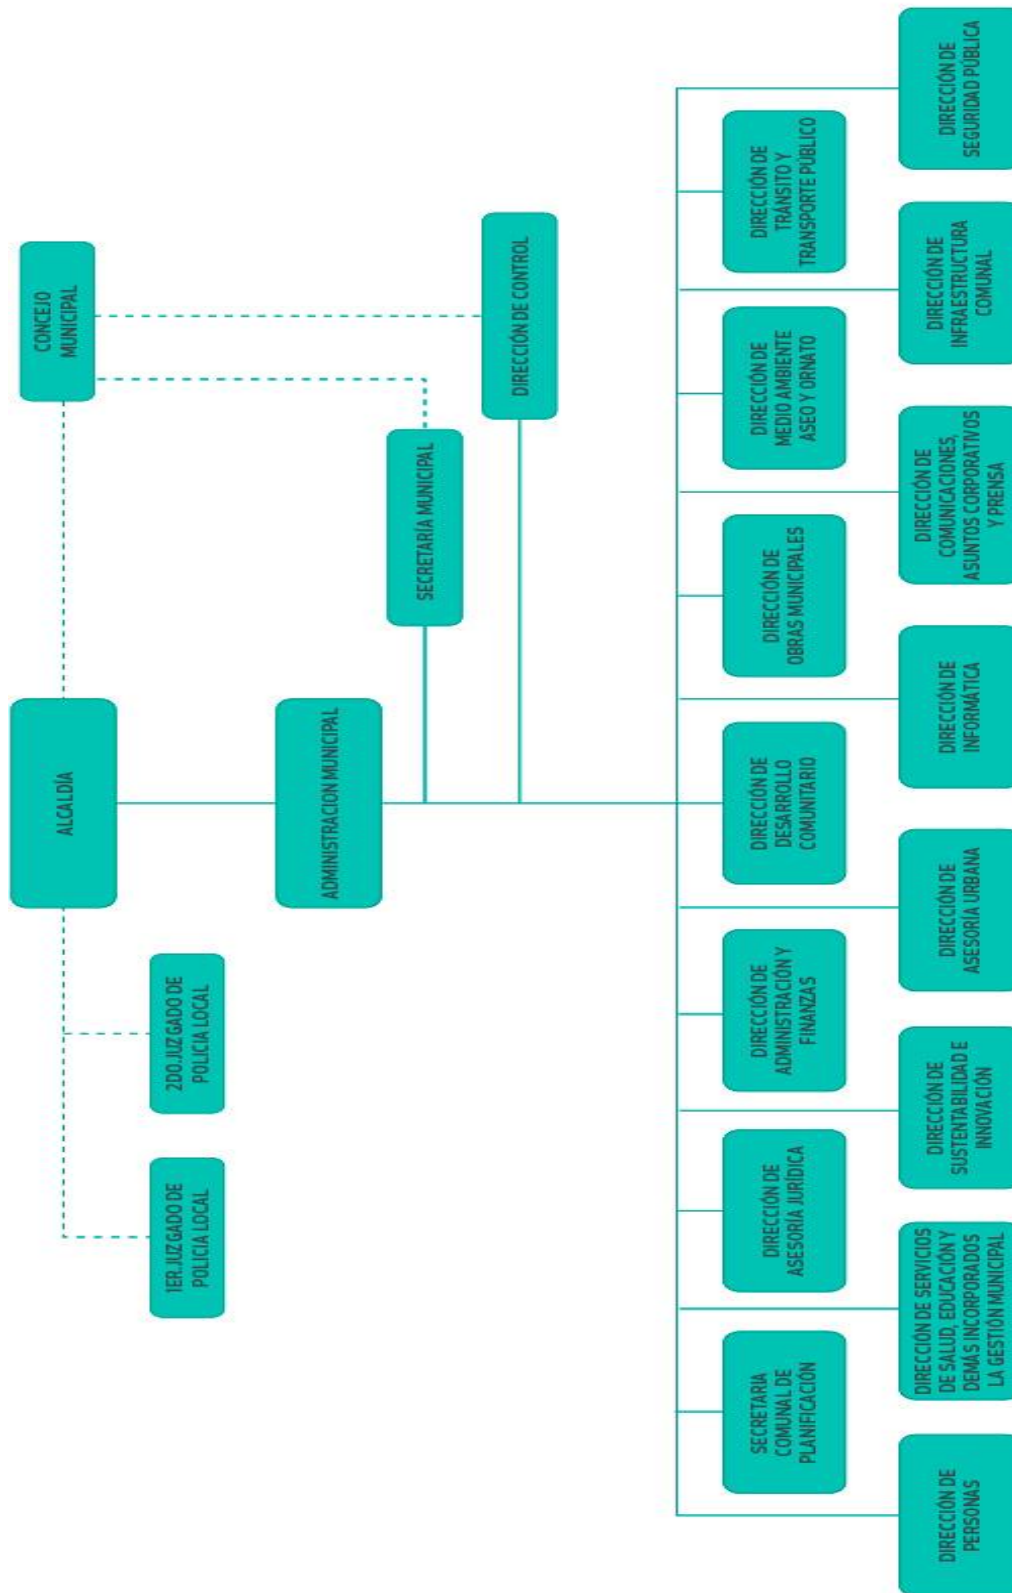 ALCALDÍA
CONCEJO
MUNICIPAL
1ER.JUZGADO DE
POLICIA LOCAL
2DO.JUZGADO DE
POLICIA LOCAL
ADMINISTRACION MUNICIPAL
SECRETARÍA MUNICIPAL
DIRECCIÓN DE CONTROL
SECRETARIA
COMUNAL DE
PLANIFICACIÓN
DIRECCIÓN DE
ASESORÍA JURÍDICA
DIRECCIÓN DE
ADMINISTRACIÓN Y
FINANZAS
DIRECCIÓN DE
DESARROLLO
COMUNITARIO
DIRECCIÓN DE
OBRAS MUNICIPALES
DIRECCIÓN DE
MEDIO AMBIENTE
ASEO Y ORNATO
DIRECCIÓN DE
TRÁNSITO Y
TRANSPORTE PÚBLICO
DIRECCIÓN DE
PERSONAS
DIRECCIÓN DE SERVICIOS
DE SALUD, EDUCACIÓN Y
DEMÁS INCORPORADOS
LA GESTIÓN MUNICIPAL
DIRECCIÓN DE
SUSTENTABILIDAD E
INNOVACIÓN
DIRECCIÓN DE
ASESORÍA URBANA
DIRECCIÓN DE
INFORMÁTICA
DIRECCIÓN DE
COMUNICACIONES,
ASUNTOS CORPORATIVOS
Y PRENSA
DIRECCIÓN DE
INFRAESTRUCTURA
COMUNAL
DIRECCIÓN DE
SEGURIDAD PÚBLICA